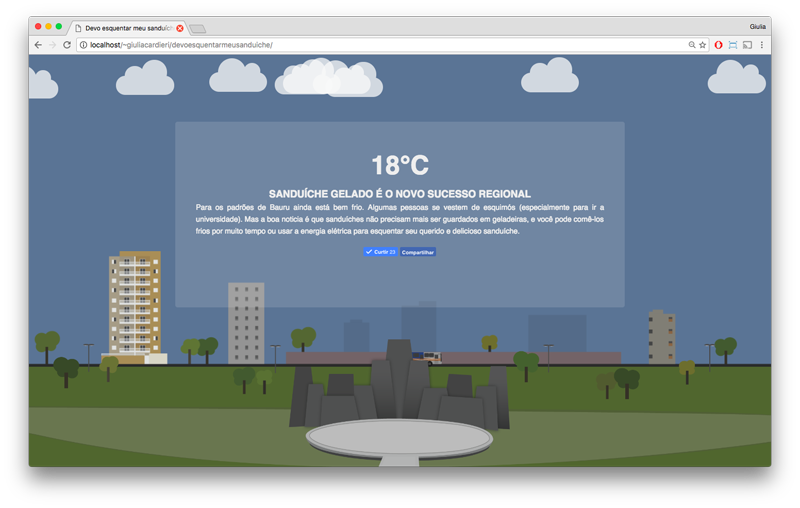 Devo esquentar meu sanduích
Giulia
localhost/~giuliacardieri/devoesquentarmeusanduiche/
18°C
SANDUÍCHE GELADO É O NOVO SUCESSO REGIONAL
Para os padrões de Bauru ainda está bem frio. Algumas pessoas se vestem de esquimós (especialmente para ir a
universidade). Mas a boa notícia é que sanduíches não precisam mais ser guardados em geladeiras, e você pode comê-los
frios por muito tempo ou usar a energia elétrica para esquentar seu querido e delicioso sanduíche.
Curtir 23 Compartilhar